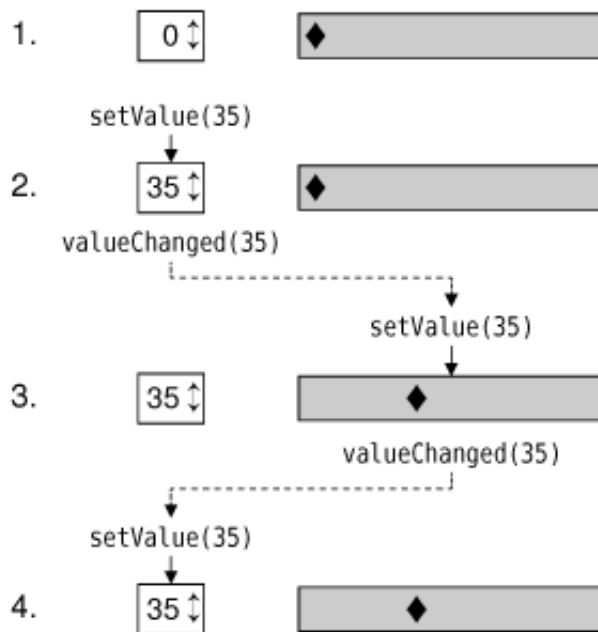 1. 0
setValue(35)
2. 35
valueChanged(35)
setValue(35)
3. 35
valueChanged(35)
setValue(35)
4. 35